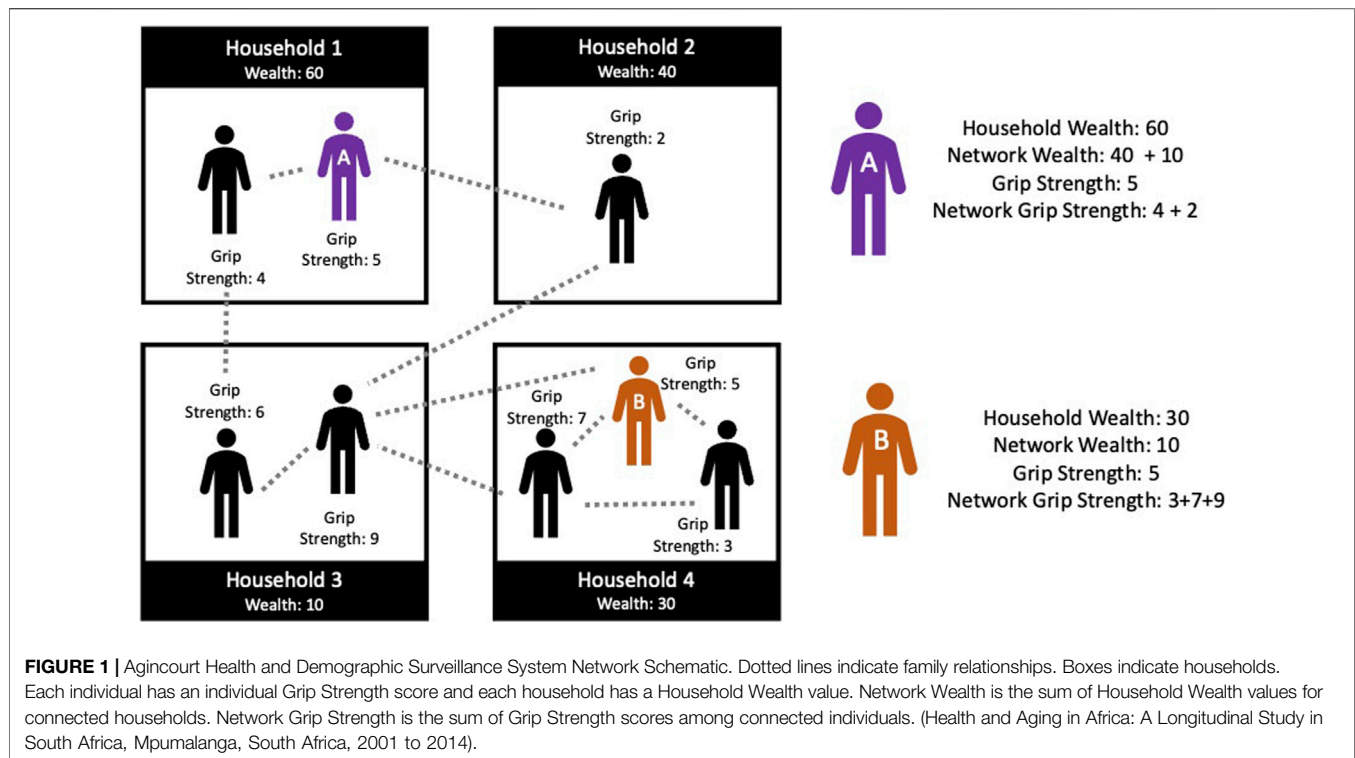 Household 1
Wealth: 60
Grip
Strength: 4
A
Grip
Strength: 5
Household 2
Wealth: 40
Grip
Strength: 2
A
Household Wealth: 60
Network Wealth: 40 + 10
Grip Strength: 5
Network Grip Strength: 4 + 2
Grip
Strength: 6
Grip
Strength: 9
Household 3
Wealth: 10
Grip
Strength: 7
B
Grip
Strength: 5
Grip
Strength: 3
Household 4
Wealth: 30
B
Household Wealth: 30
Network Wealth: 10
Grip Strength: 5
Network Grip Strength: 3+7+9
FIGURE 1 | Agincourt Health and Demographic Surveillance System Network Schematic. Dotted lines indicate family relationships. Boxes indicate households.
Each individual has an individual Grip Strength score and each household has a Household Wealth value. Network Wealth is the sum of Household Wealth values for
connected households. Network Grip Strength is the sum of Grip Strength scores among connected individuals. (Health and Aging in Africa: A Longitudinal Study in
South Africa, Mpumalanga, South Africa, 2001 to 2014).